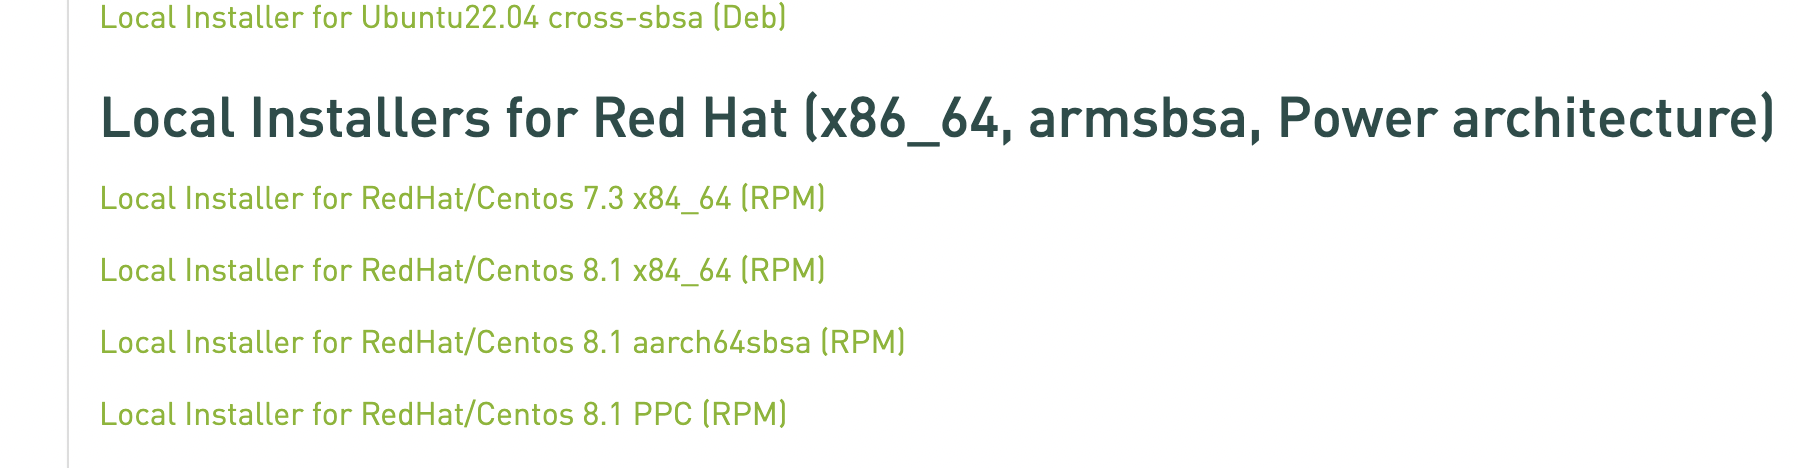 Local Installer for Ubuntu22.04 cross-sbsa (Deb)
Local Installers for Red Hat (x86_64, armsbsa, Power architecture)
Local Installer for RedHat/Centos 7.3 x84_64 (RPM)
Local Installer for RedHat/Centos 8.1 x84_64 (RPM)
Local Installer for RedHat/Centos 8.1 aarch64sbsa (RPM)
Local Installer for RedHat/Centos 8.1 PPC (RPM)